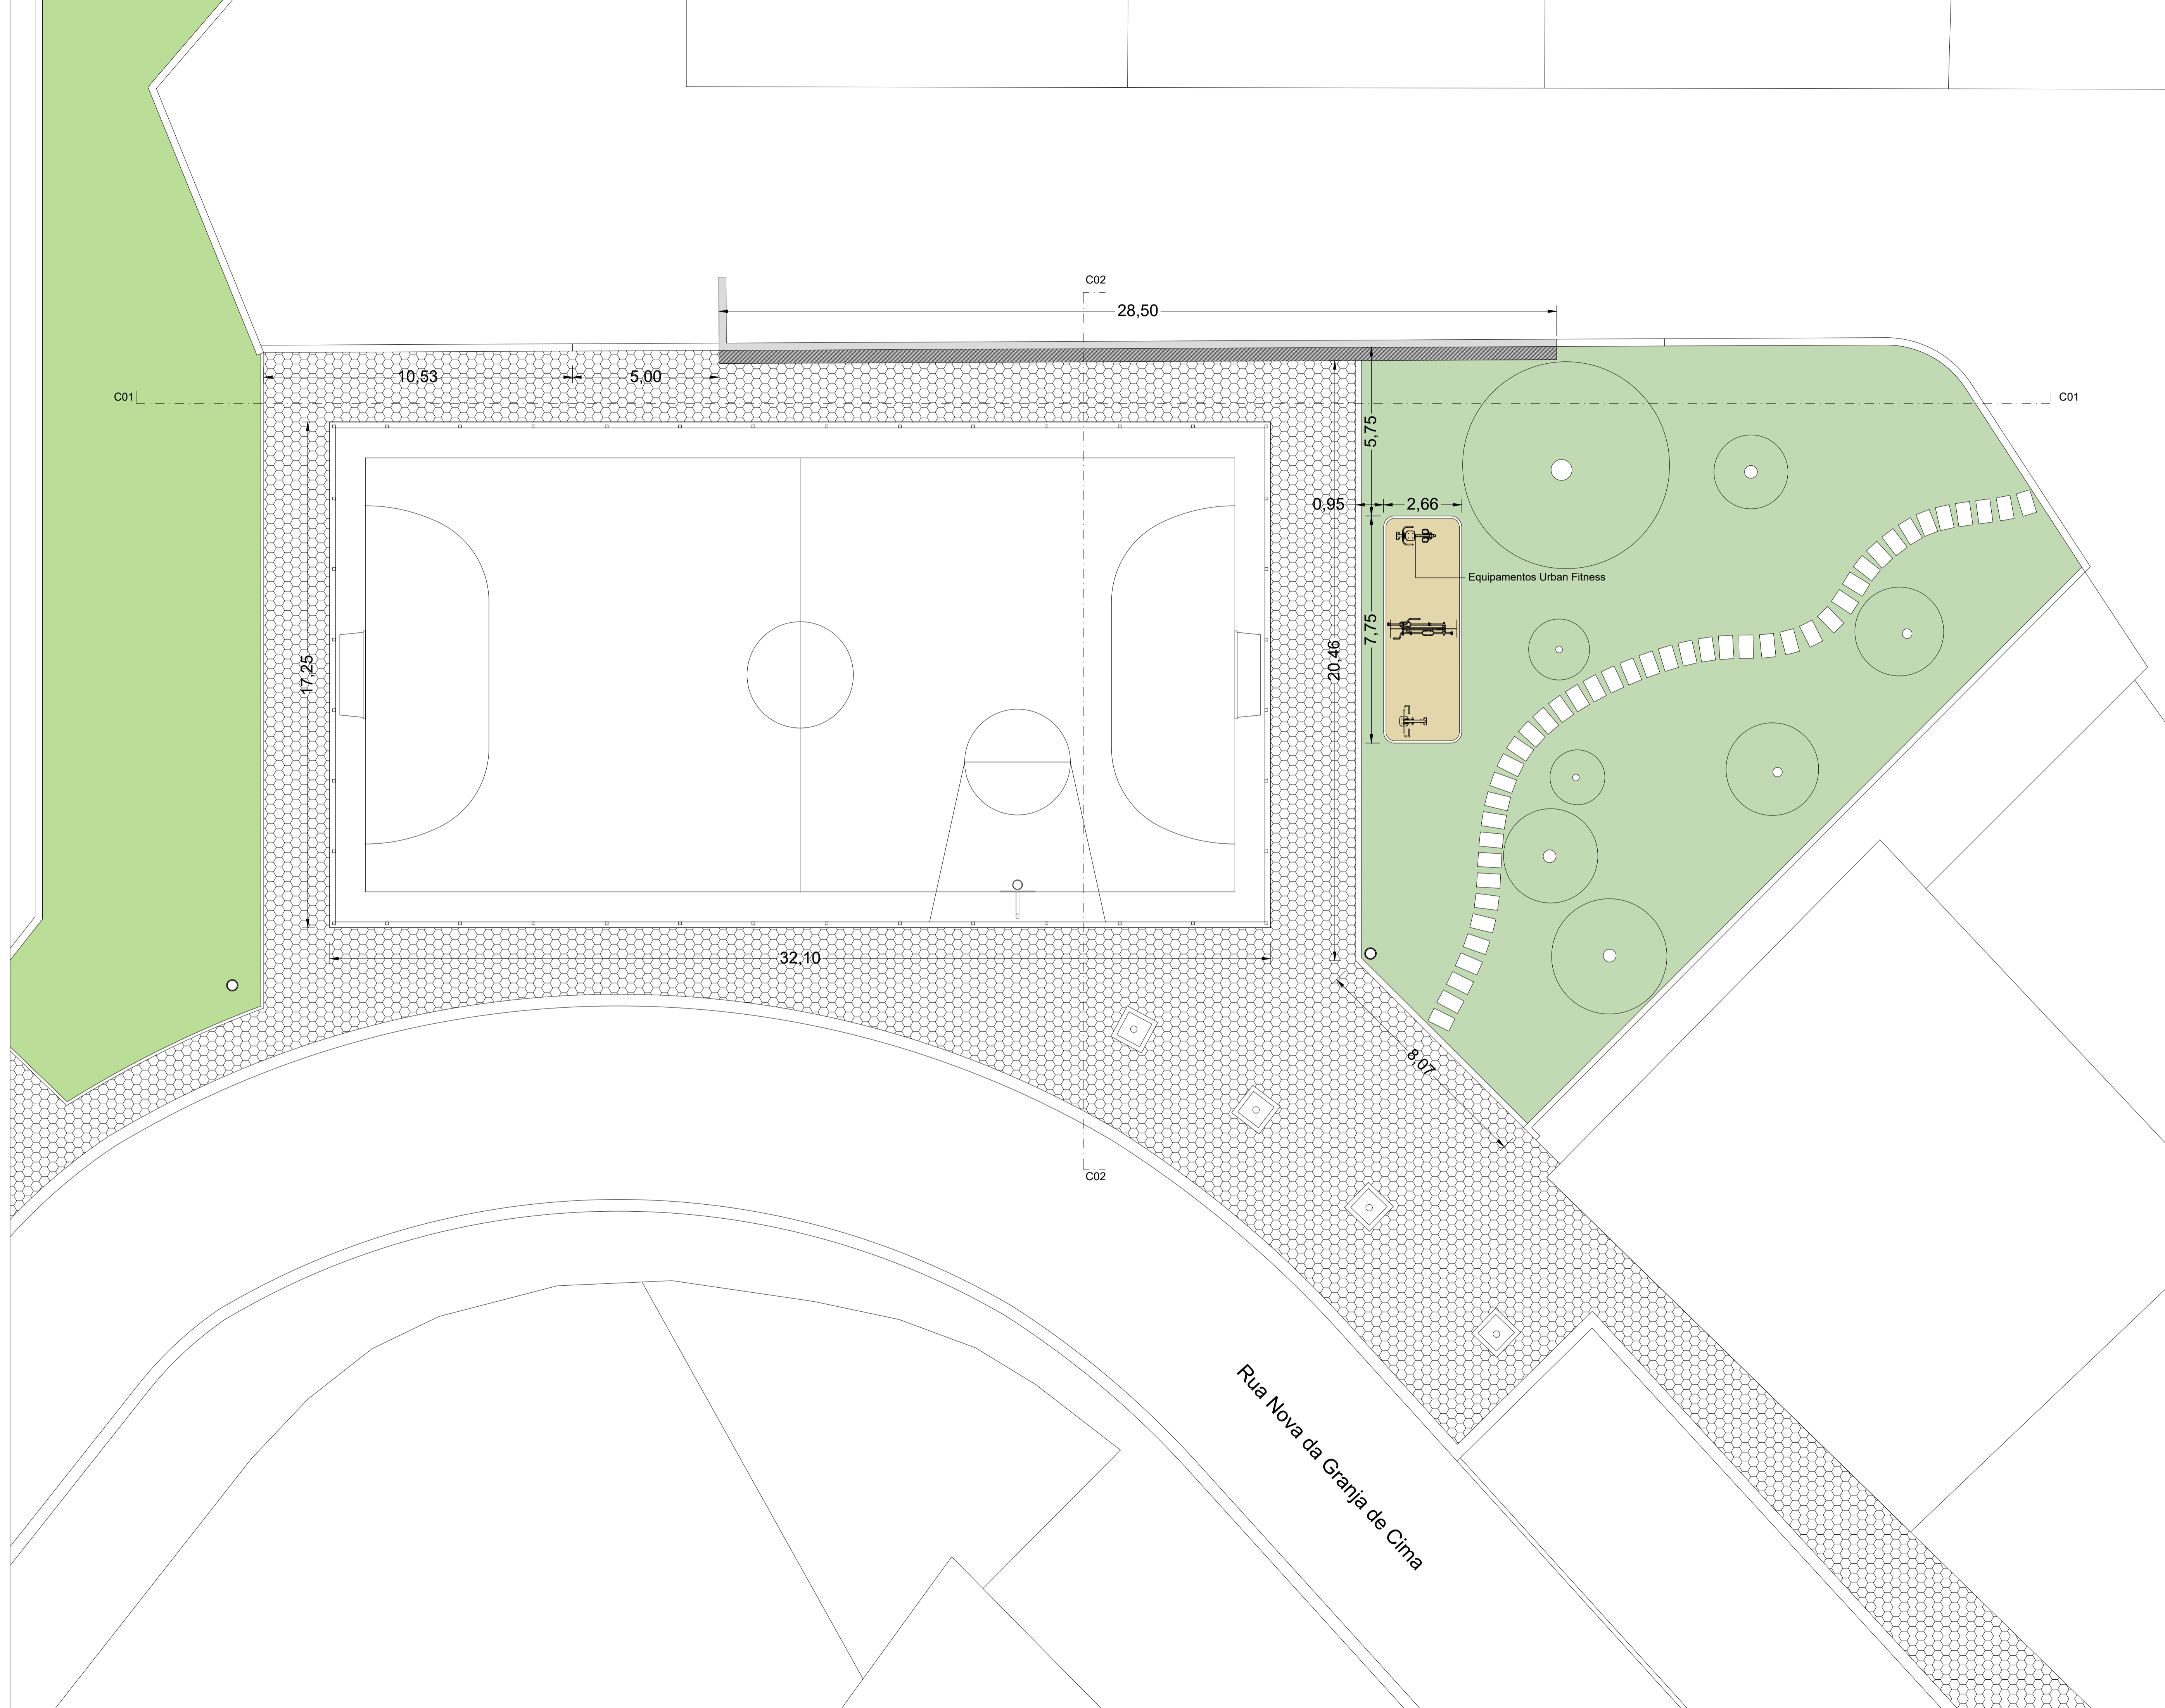 C02
28,50
10,53
5,00
C01
C01
5,75
0,95
2,66
Equipamentos Urban Fitness
7,75
20,46
17,25
32,10
8,07
C02
Rua Nova da Granja de Cima